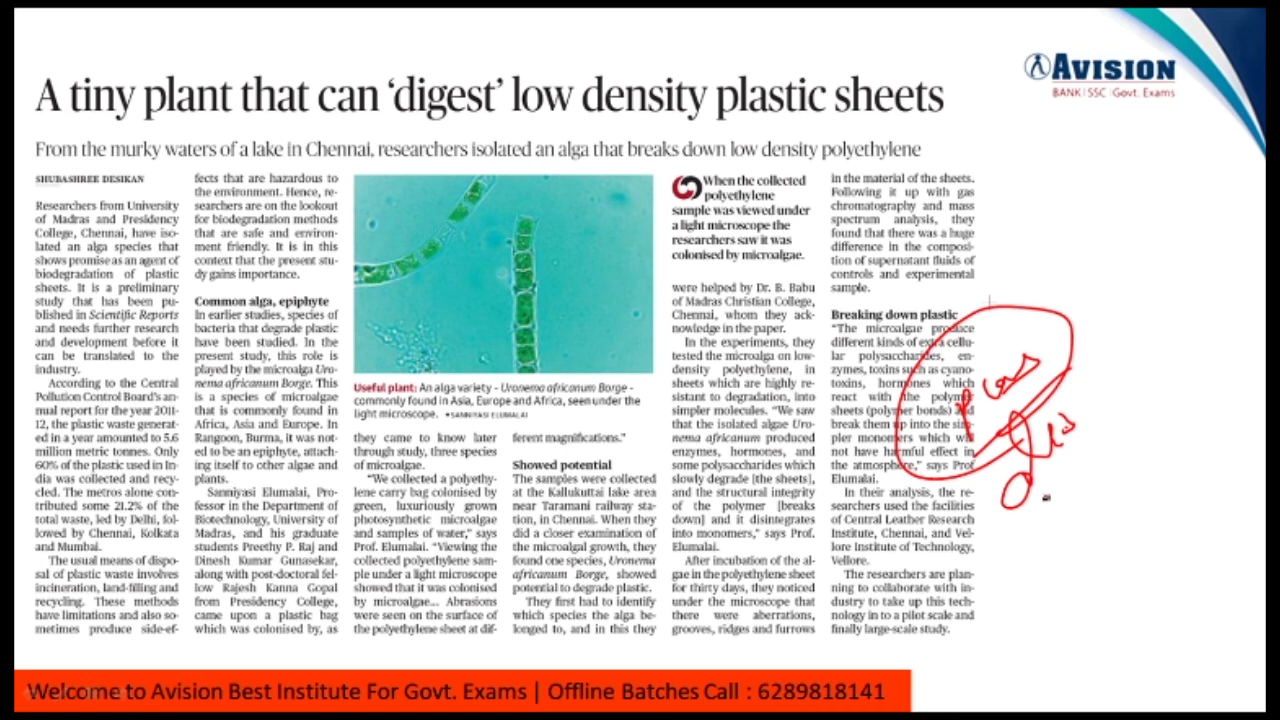 AVISION
BANK|SSC|Govt. Exams
A tiny plant that can ‘digest’ low density plastic sheets
From the murky waters of a lake in Chennai, researchers isolated an alga that breaks down low density polyethylene
SHUBASHREE DESIKAN
Researchers from University
of Madras and Presidency
College, Chennai, have iso-
lated an alga species that
shows promise as an agent of
biodegradation of plastic
sheets. It is a preliminary
study that has been pu-
blished in Scientific Reports
and needs further research
and development before it
can be translated to the
industry.
According to the Central
Pollution Control Board's an-
nual report for the year 2011-
12, the plastic waste generat-
ed in a year amounted to 5.6
million metric tonnes. Only
60% of the plastic used in In-
dia was collected and recy-
cled. The metros alone con-
tributed some 21.2% of the
total waste, led by Delhi, fol-
lowed by Chennai, Kolkata
and Mumbai.
The usual means of dispo-
sal of plastic waste involves
incineration, land-filling and
recycling. These methods
have limitations and also so-
metimes produce side-ef-
fects that are hazardous to
the environment. Hence, re-
searchers are on the lookout
for biodegradation methods
that are safe and environ-
ment friendly. It is in this
context that the present stu-
dy gains importance.
Common alga, epiphyte
In earlier studies, species of
bacteria that degrade plastic
have been studied. In the
present study, this role is
played by the microalga Uro-
nema africanum Borge. This
is a species of microalgae
that is commonly found in
Africa, Asia and Europe. In
Rangoon, Burma, it was not-
ed to be an epiphyte, attach-
ing itself to other algae and
plants.
Sanniyasi Elumalai, Pro-
fessor in the Department of
Biotechnology, University of
Madras, and his graduate
students Preethy P. Raj and
Dinesh Kumar Gunasekar,
along with post-doctoral fel-
low Rajesh Kanna Gopal
from Presidency College,
came upon a plastic bag
which was colonised by, as
Useful plant: An alga variety - Uronema africanum Borge -
commonly found in Asia, Europe and Africa, seen under the
light microscope. • SANNIYASI ELUMALAI
they came to know later
through study, three species
of microalgae.
“We collected a polyethy-
lene carry bag colonised by
green, luxuriously grown
photosynthetic microalgae
and samples of water,” says
Prof. Elumalai. “Viewing the
collected polyethylene sam-
ple under a light microscope
showed that it was colonised
by microalgae... Abrasions
were seen on the surface of
the polyethylene sheet at dif-
ferent magnifications.”
Showed potential
The samples were collected
at the Kallukuttai lake area
near Taramani railway sta-
tion, in Chennai. When they
did a closer examination of
the microalgal growth, they
found one species, Uronema
africanum Borge, showed
potential to degrade plastic.
They first had to identify
which species the alga be-
longed to, and in this they
When the collected
polyethylene
sample was viewed under
a light microscope the
researchers saw it was
colonised by microalgae.
were helped by Dr. B. Babu
of Madras Christian College,
Chennai, whom they ack-
nowledge in the paper.
In the experiments, they
tested the microalga on low-
density polyethylene, in
sheets which are highly re-
sistant to degradation, into
simpler molecules. “We saw
that the isolated algae Uro-
nema africanum produced
enzymes, hormones, and
some polysaccharides which
slowly degrade [the sheets],
and the structural integrity
of the polymer [breaks
down] and it disintegrates
into monomers,” says Prof.
Elumalai.
After incubation of the al-
gae in the polyethylene sheet
for thirty days, they noticed
under the microscope that
there were aberrations,
grooves, ridges and furrows
in the material of the sheets.
Following it up with gas
chromatography and mass
spectrum analysis, they
found that there was a huge
difference in the composi-
tion of supernatant fluids of
controls and experimental
sample.
Breaking down plastic
“The microalgae produce
different kinds of extra cellu-
lar polysaccharides, en-
zymes, toxins such as cyano-
toxins, hormones which
react with the polymer
sheets (polymer bonds) and
break them up into the sim-
pler monomers which will
not have harmful effect in
the atmosphere,” says Prof
Elumalai.
In their analysis, the re-
searchers used the facilities
of Central Leather Research
Institute, Chennai, and Vel-
lore Institute of Technology,
Vellore.
The researchers are plan-
ning to collaborate with in-
dustry to take up this tech-
nology in to a pilot scale and
finally large-scale study.
Welcome to Avision Best Institute For Govt. Exams | Offline Batches Call : 6289818141